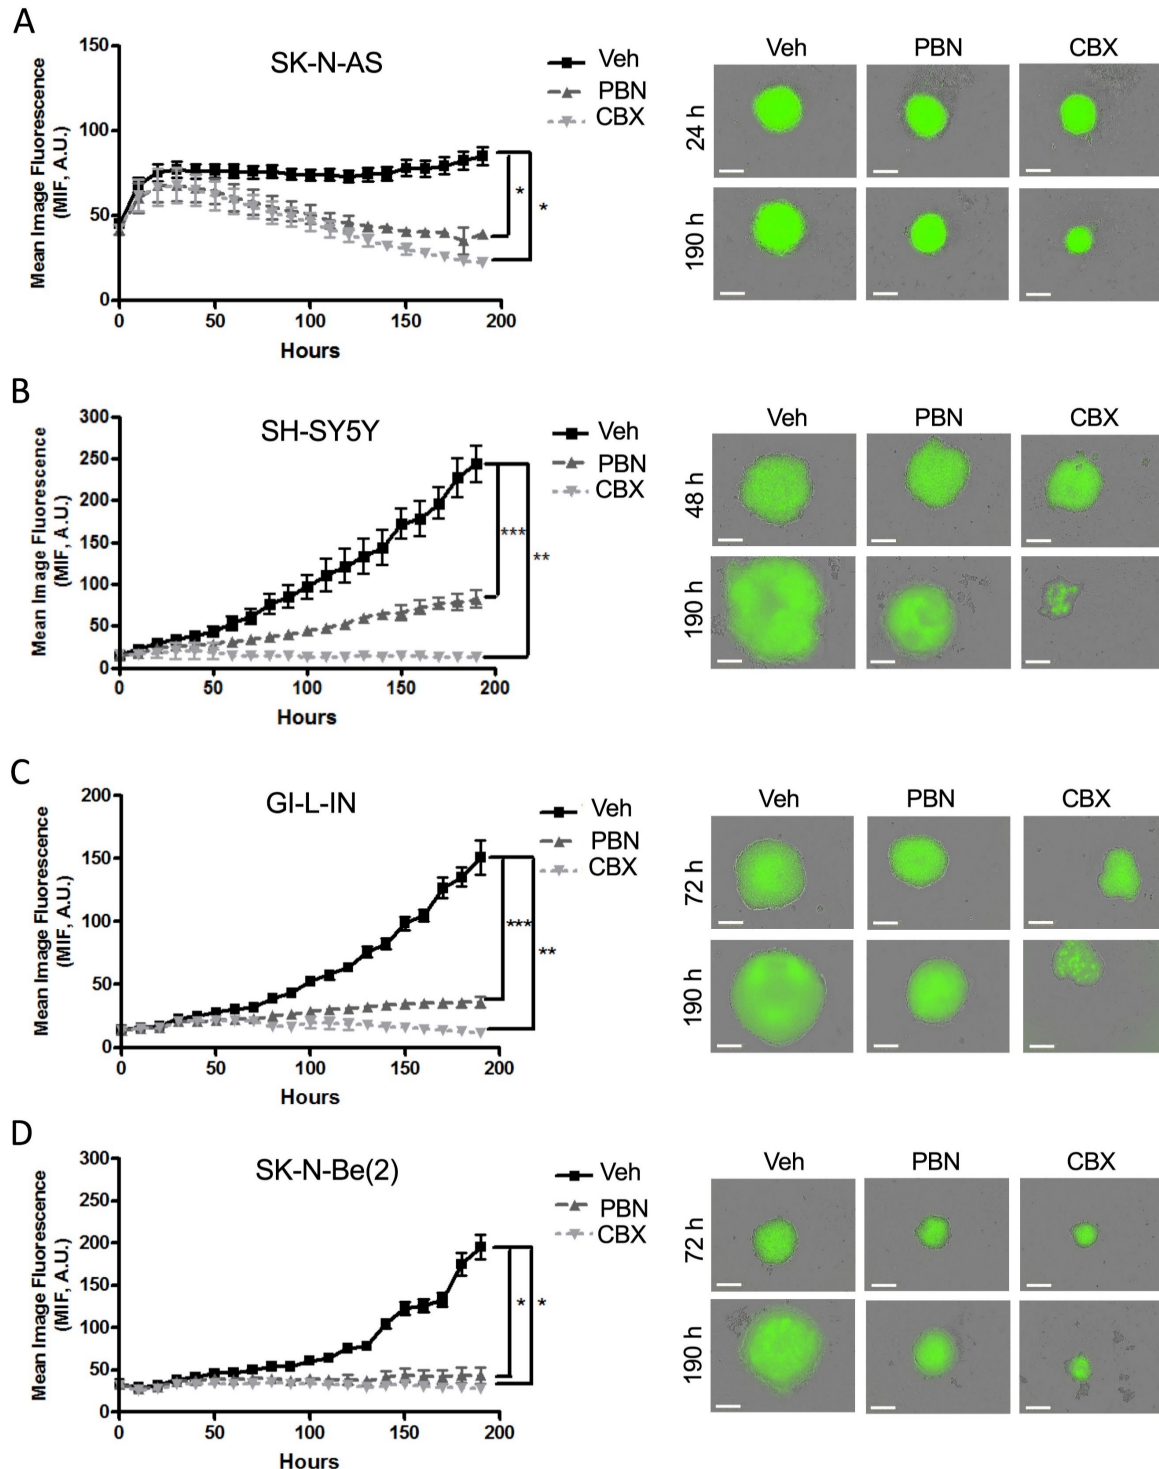 A
SK-N-AS
Mean Image Fluorescence
(MIF, A.U.)
150
100
50
0
0 50 100 150 200
Hours
Veh
PBN
CBX
*
*
Veh PBN CBX
24 h
190 h
B
SH-SY5Y
Mean Image Fluorescence
(MIF, A.U.)
300
250
200
150
100
50
0
0 50 100 150 200
Hours
Veh
PBN
CBX
***
**
Veh PBN CBX
48 h
190 h
C
GI-L-IN
Mean Image Fluorescence
(MIF, A.U.)
200
150
100
50
0
0 50 100 150 200
Hours
Veh
PBN
CBX
***
**
Veh PBN CBX
72 h
190 h
D
SK-N-Be(2)
Mean Image Fluorescence
(MIF, A.U.)
300
250
200
150
100
50
0
0 50 100 150 200
Hours
Veh
PBN
CBX
* *
Veh PBN CBX
72 h
190 h